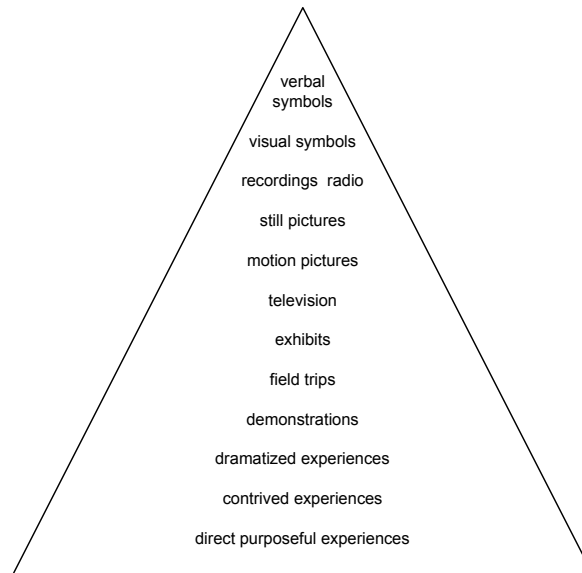 verbal
symbols
visual symbols
recordings  radio
still pictures
motion pictures
television
exhibits
field trips
demonstrations
dramatized experiences
contrived experiences
direct purposeful experiences